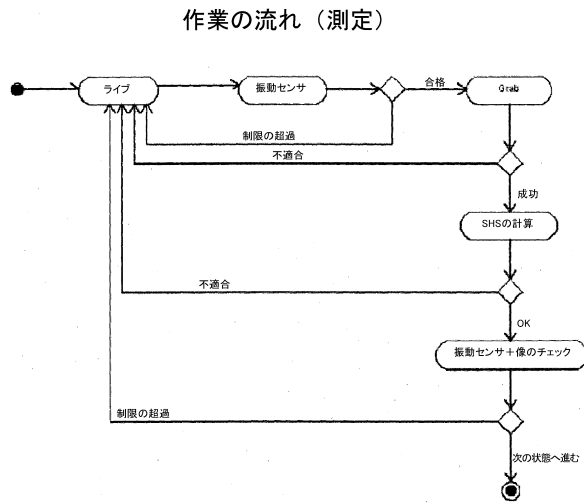 作業の流れ（測定）
ライブ
振動センサ
合格
Grab
制限の超過
不適合
成功
SHSの計算
不適合
OK
振動センサ＋像のチェック
制限の超過
次の状態へ進む